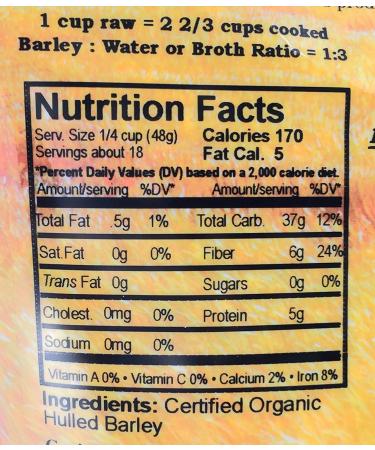 1 cup raw = 2 2/3 cups cooked
Barley : Water or Broth Ratio = 1:3
Nutrition Facts
Serv. Size 1/4 cup (48g) Calories 170
Servings about 18 Fat Cal. 5
*Percent Daily Values (DV) based on a 2,000 calorie diet.
Amount/serving %DV* Amount/serving %DV*
Total Fat .5g 1% Total Carb. 37g 12%
Sat.Fat 0g 0% Fiber 6g 24%
Trans Fat 0g Sugars 0g 0%
Cholest. 0mg 0% Protein 5g
Sodium 0mg 0%
Vitamin A 0% • Vitamin C 0% • Calcium 2% • Iron 8%
Ingredients: Certified Organic
Hulled Barley